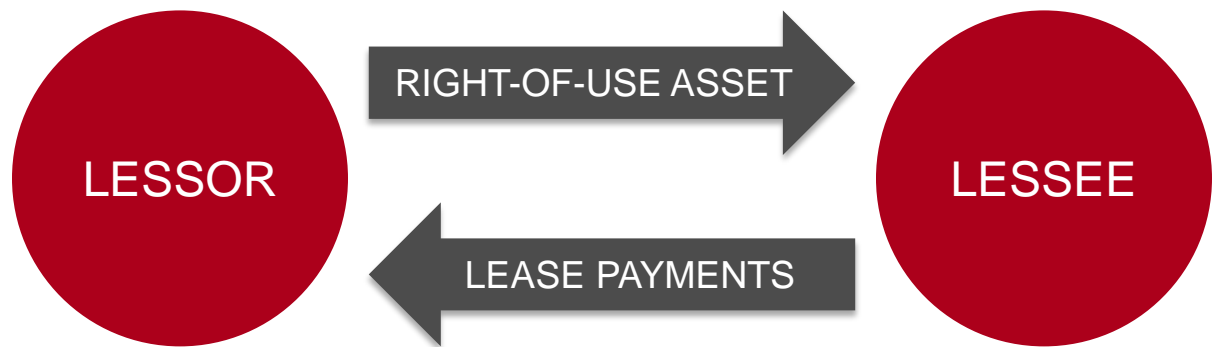 RIGHT-OF-USE ASSET
LESSOR
LESSEE
LEASE PAYMENTS